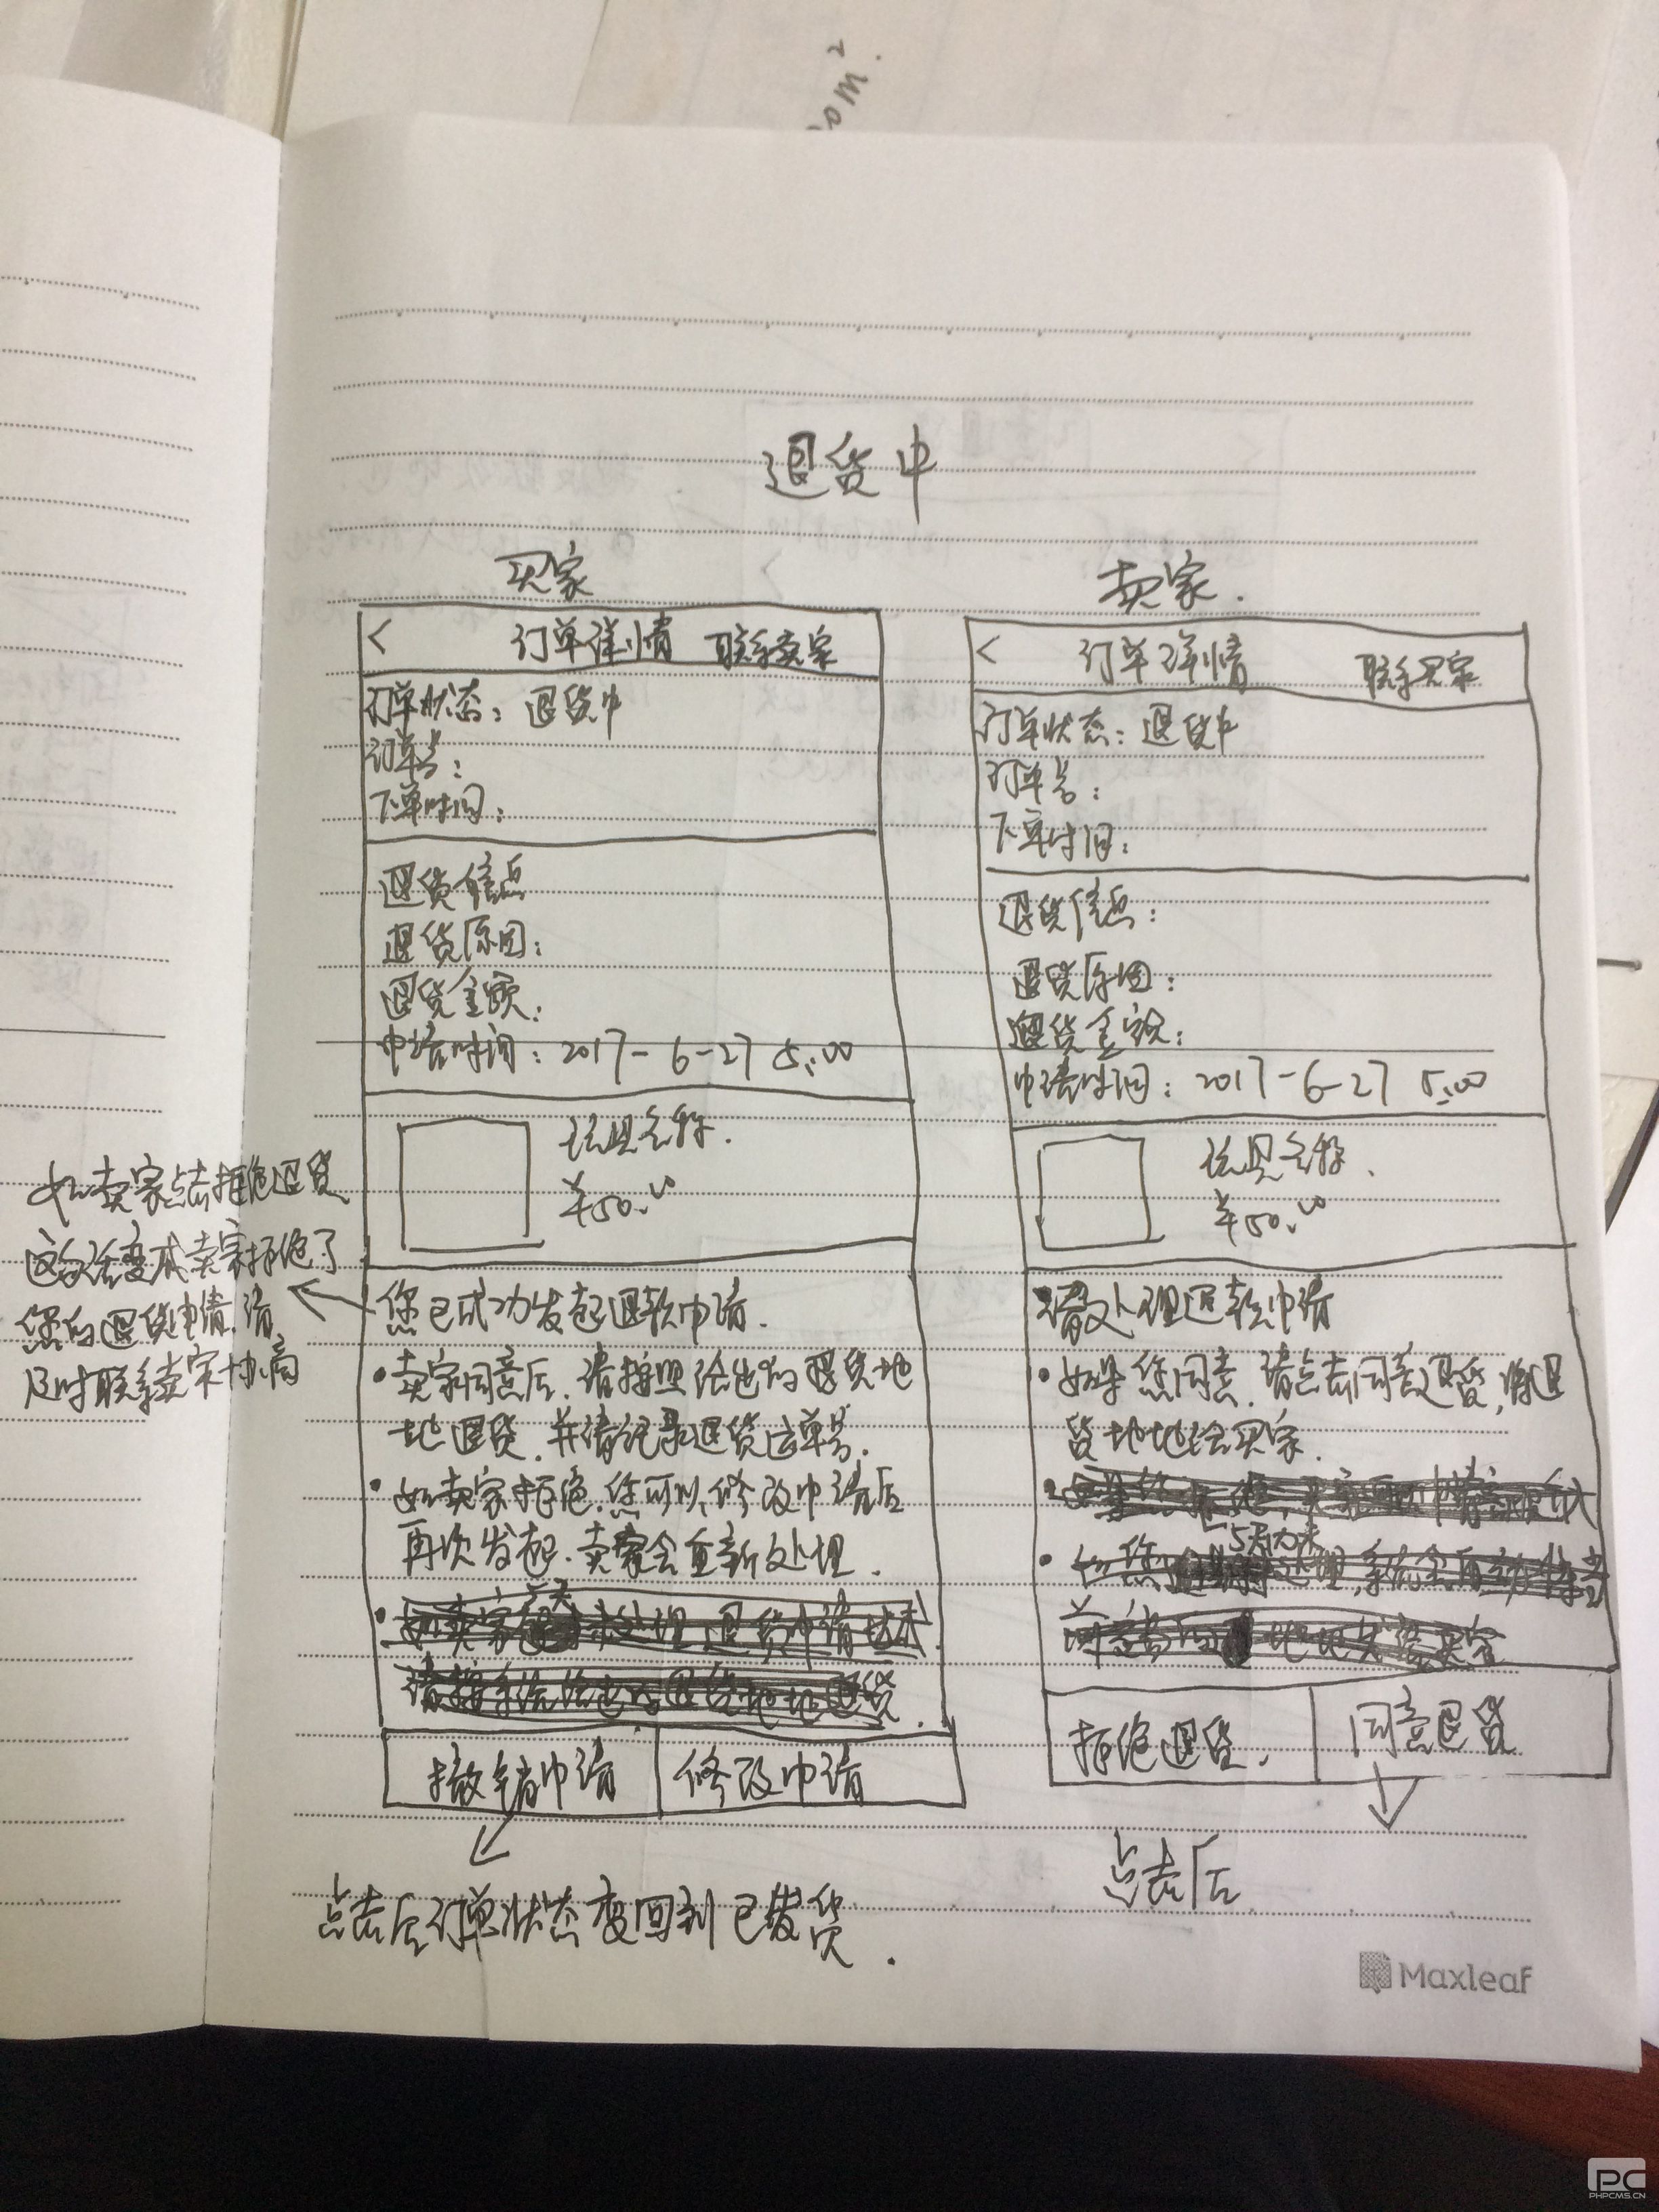 退货中
买家
< 订单详情 联系卖家
订单状态：退货中
订单号：
下单时间：
退货信息
退货原因：
退货金额：
申请时间：2017-6-27 5:00
玩具名称.
¥50.00
您已成功发起退款申请.
• 卖家同意后.请按照给出的退货地
址退货.并请记录退货运单号.
• 如卖家拒绝.您可以修改申请后
再次发起.卖家会重新处理.
撤销申请 修改申请
点击后订单状态变回到已发货.
如卖家点击拒绝退货
这句话变成卖家拒绝了
您的退货申请.请
及时联系卖家协商
卖家.
< 订单详情 联系买家
订单状态：退货中
订单号：
下单时间：
退货信息：
退货原因：
退货金额：
申请时间：2017-6-27 5:00
玩具名称.
¥50.00
请处理退款申请
• 如果您同意.请点击同意退货,将退
货地址给买家.
5天内未
拒绝退货. 同意退货
点击后
Maxleaf
PC
PHPCMS.CN